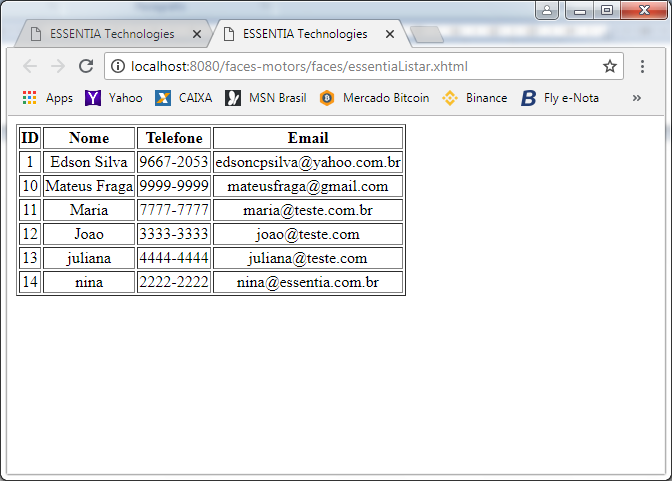 ESSENTIA Technologies ESSENTIA Technologies
localhost:8080/faces-motors/faces/essentiaListar.xhtml
Apps Yahoo CAIXA MSN Brasil Mercado Bitcoin Binance Fly e-Nota »
ID Nome Telefone Email
1 Edson Silva 9667-2053 edsoncpsilva@yahoo.com.br
10 Mateus Fraga 9999-9999 mateusfraga@gmail.com
11 Maria 7777-7777 maria@teste.com.br
12 Joao 3333-3333 joao@teste.com
13 juliana 4444-4444 juliana@teste.com
14 nina 2222-2222 nina@essentia.com.br